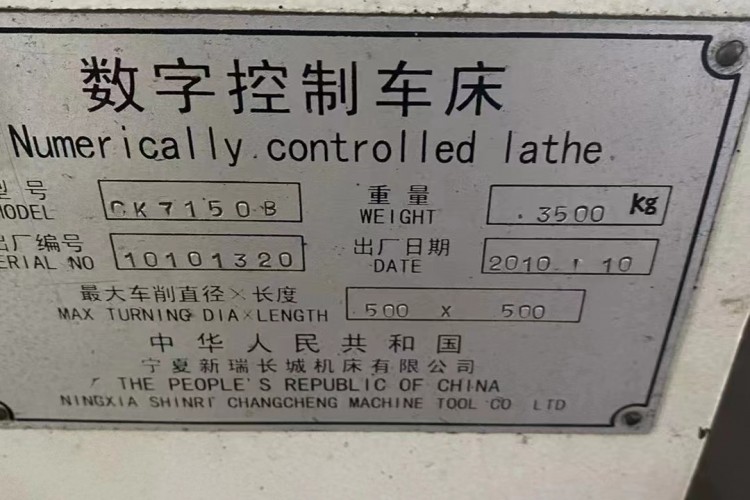 数字控制车床
Numerically controlled lathe
型号 CK7150B 重量 3500 kg
MODEL WEIGHT
出厂编号 10101320 出厂日期 2010.10
SERIAL NO DATE
最大车削直径×长度 500 x 500
MAX TURNING DIA×LENGTH
中华人民共和国
宁夏新瑞长城机床有限公司
THE PEOPLE'S REPUBLIC OF CHINA
NINGXIA SHINRI CHANGCHENG MACHINE TOOL CO LTD